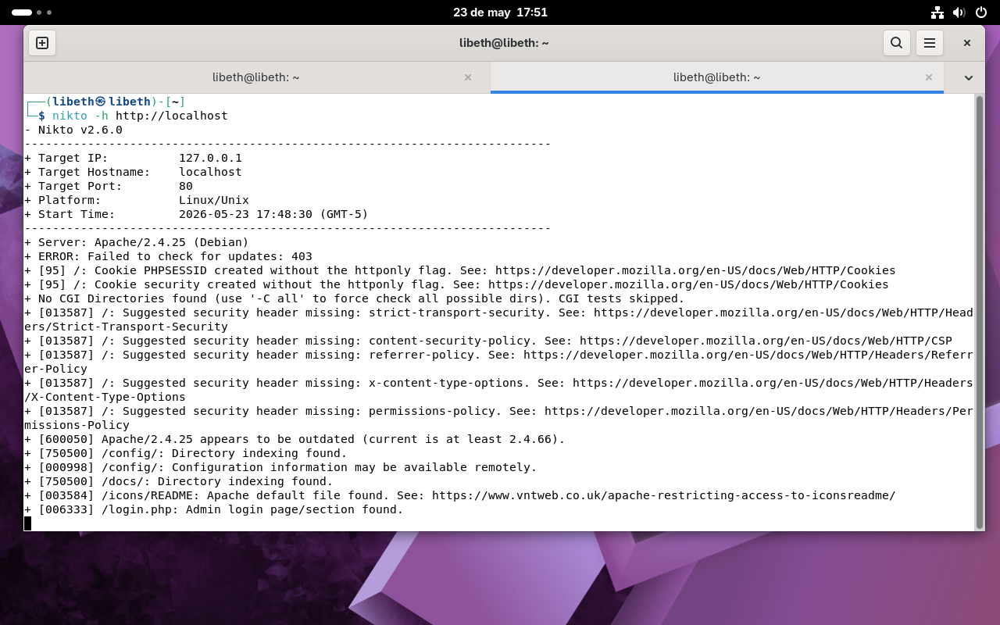 23 de may 17:51
libeth@libeth: ~
libeth@libeth: ~
libeth@libeth: ~
┌──(libeth㉿libeth)-[~]
└─$ nikto -h http://localhost
- Nikto v2.6.0
---------------------------------------------------------------------------
+ Target IP:          127.0.0.1
+ Target Hostname:    localhost
+ Target Port:        80
+ Platform:           Linux/Unix
+ Start Time:         2026-05-23 17:48:30 (GMT-5)
---------------------------------------------------------------------------
+ Server: Apache/2.4.25 (Debian)
+ ERROR: Failed to check for updates: 403
+ [95] /: Cookie PHPSESSID created without the httponly flag. See: https://developer.mozilla.org/en-US/docs/Web/HTTP/Cookies
+ [95] /: Cookie security created without the httponly flag. See: https://developer.mozilla.org/en-US/docs/Web/HTTP/Cookies
+ No CGI Directories found (use '-C all' to force check all possible dirs). CGI tests skipped.
+ [013587] /: Suggested security header missing: strict-transport-security. See: https://developer.mozilla.org/en-US/docs/Web/HTTP/Head
ers/Strict-Transport-Security
+ [013587] /: Suggested security header missing: content-security-policy. See: https://developer.mozilla.org/en-US/docs/Web/HTTP/CSP
+ [013587] /: Suggested security header missing: referrer-policy. See: https://developer.mozilla.org/en-US/docs/Web/HTTP/Headers/Referr
er-Policy
+ [013587] /: Suggested security header missing: x-content-type-options. See: https://developer.mozilla.org/en-US/docs/Web/HTTP/Headers
/X-Content-Type-Options
+ [013587] /: Suggested security header missing: permissions-policy. See: https://developer.mozilla.org/en-US/docs/Web/HTTP/Headers/Per
missions-Policy
+ [600050] Apache/2.4.25 appears to be outdated (current is at least 2.4.66).
+ [750500] /config/: Directory indexing found.
+ [000998] /config/: Configuration information may be available remotely.
+ [750500] /docs/: Directory indexing found.
+ [003584] /icons/README: Apache default file found. See: https://www.vntweb.co.uk/apache-restricting-access-to-iconsreadme/
+ [006333] /login.php: Admin login page/section found.